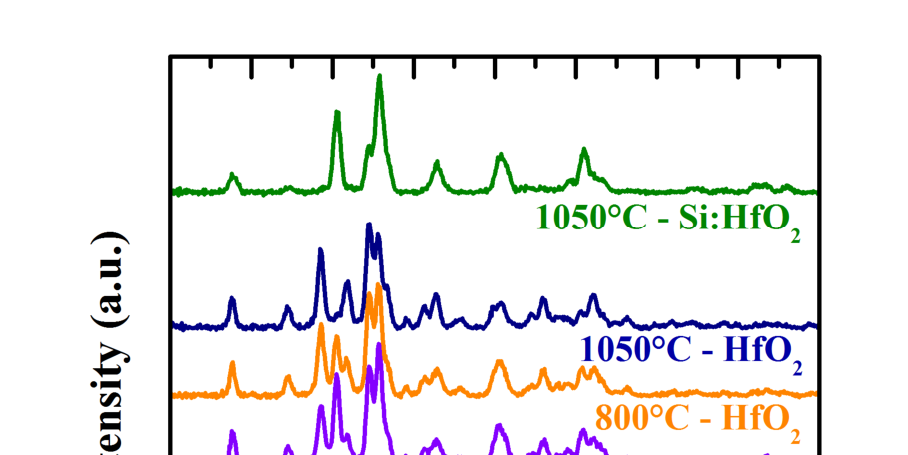 1050°C - Si:HfO₂
1050°C - HfO₂
800°C - HfO₂
(a.u.)